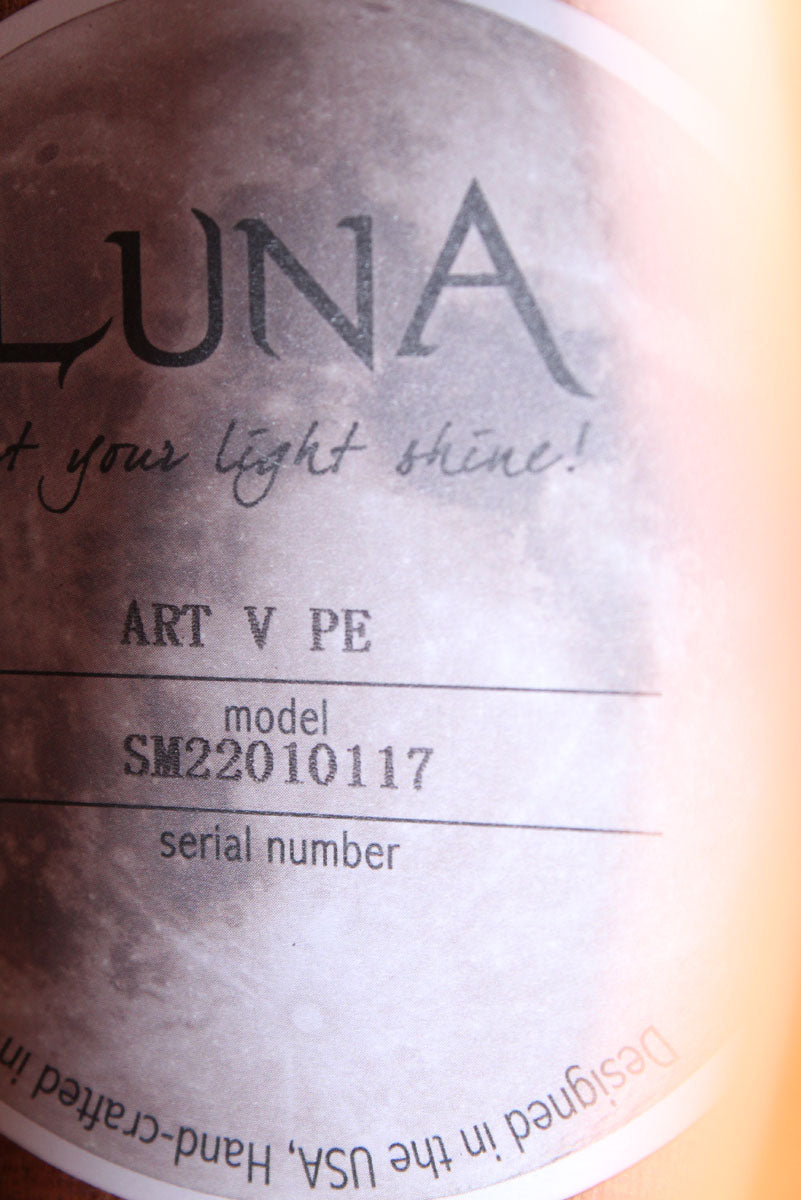 LUNA
t your light shine!
ART V PE
model
SM22010117
serial number
Designed in the USA, Hand-crafted in